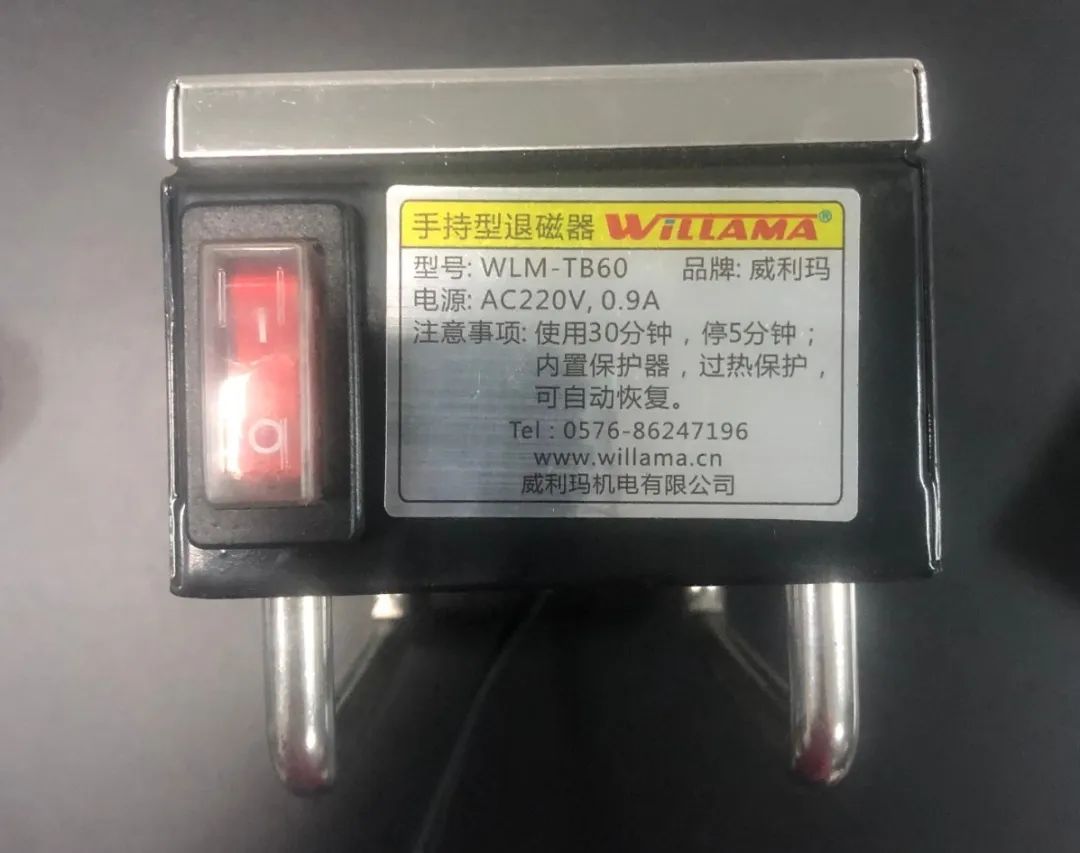 手持型退磁器 WiLLAMA®
型号: WLM-TB60 品牌: 威利玛
电源: AC220V, 0.9A
注意事项: 使用30分钟，停5分钟；
内置保护器，过热保护，
可自动恢复。
Tel : 0576-86247196
www.willama.cn
威利玛机电有限公司